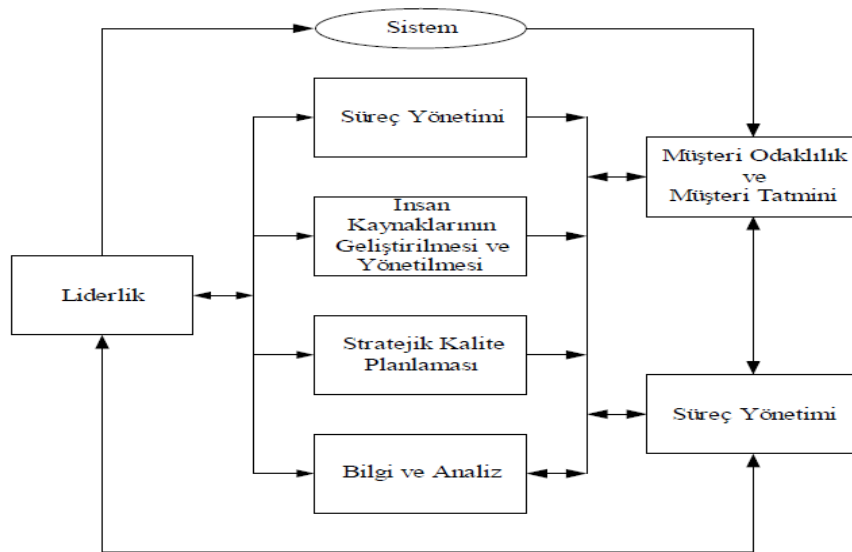 Sistem
Süreç Yönetimi
Müşteri Odaklılık
ve
Müşteri Tatmini
İnsan
Kaynaklarının
Geliştirilmesi ve
Yönetilmesi
Liderlik
Stratejik Kalite
Planlaması
Süreç Yönetimi
Bilgi ve Analiz